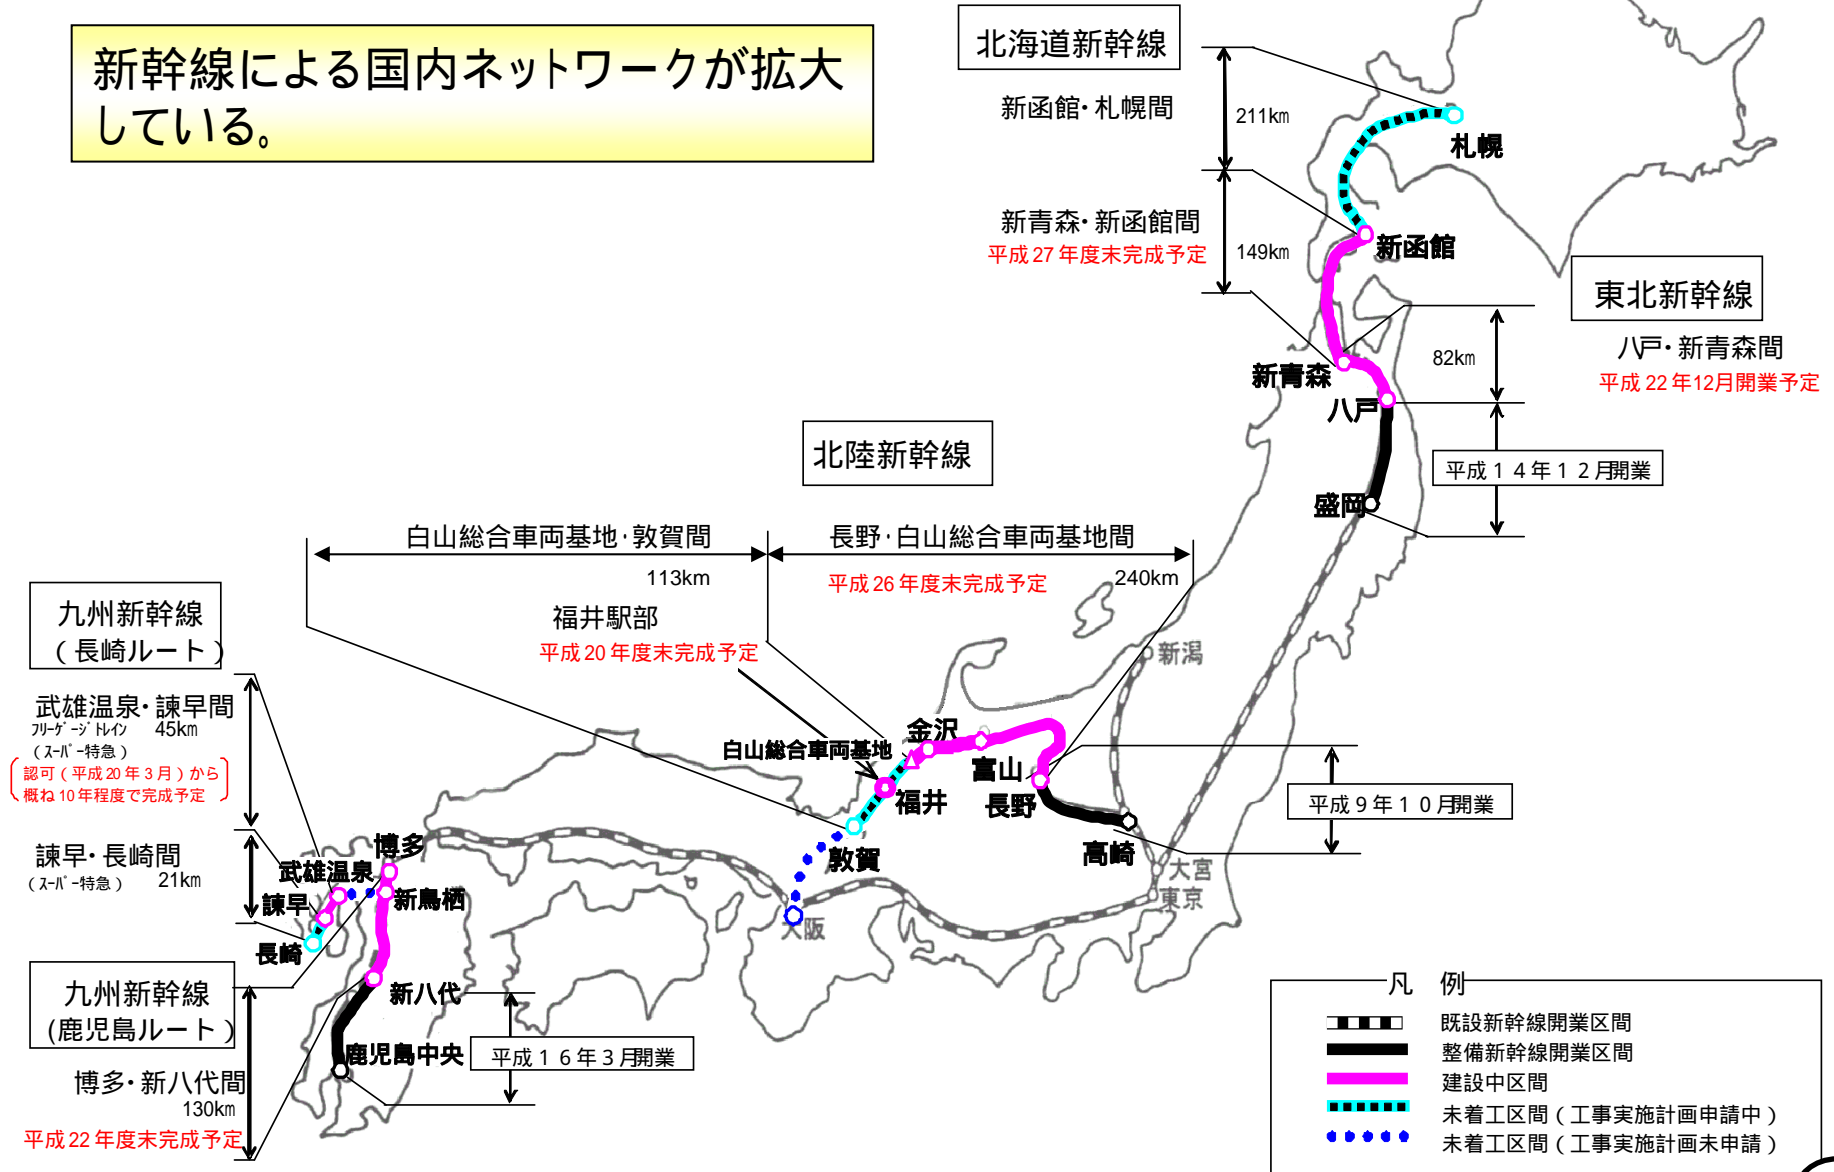 新幹線による国内ネットワークが拡大
している。
北海道新幹線
新函館・札幌間
211km
札幌
新青森・新函館間
平成27年度末完成予定
149km
新函館
東北新幹線
八戸・新青森間
平成22年12月開業予定
82km
新青森
八戸
平成14年12月開業
盛岡
北陸新幹線
白山総合車両基地・敦賀間
113km
長野・白山総合車両基地間
平成26年度末完成予定
240km
福井駅部
平成20年度末完成予定
新潟
金沢
白山総合車両基地
富山
福井
長野
高崎
平成9年10月開業
敦賀
大宮
東京
大阪
九州新幹線
(長崎ルート)
武雄温泉・諫早間
フリーゲージトレイン 45km
(スーパー特急)
認可(平成20年3月)から
概ね10年程度で完成予定
諫早・長崎間
(スーパー特急) 21km
博多
武雄温泉
新鳥栖
諫早
長崎
九州新幹線
(鹿児島ルート)
新八代
鹿児島中央
平成16年3月開業
博多・新八代間
130km
平成22年度末完成予定
凡 例
既設新幹線開業区間
整備新幹線開業区間
建設中区間
未着工区間(工事実施計画申請中)
未着工区間(工事実施計画未申請)